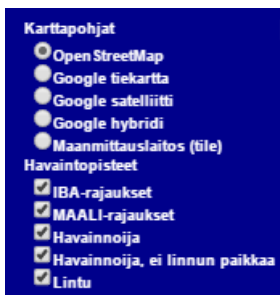 Karttapohjat
OpenStreetMap
Google tiekartta
Google satelliitti
Google hybridi
Maanmittauslaitos (tile)
Havaintopisteet
IBA-rajaukset
MAALI-rajaukset
Havainnoija
Havainnoija, ei linnun paikkaa
Lintu